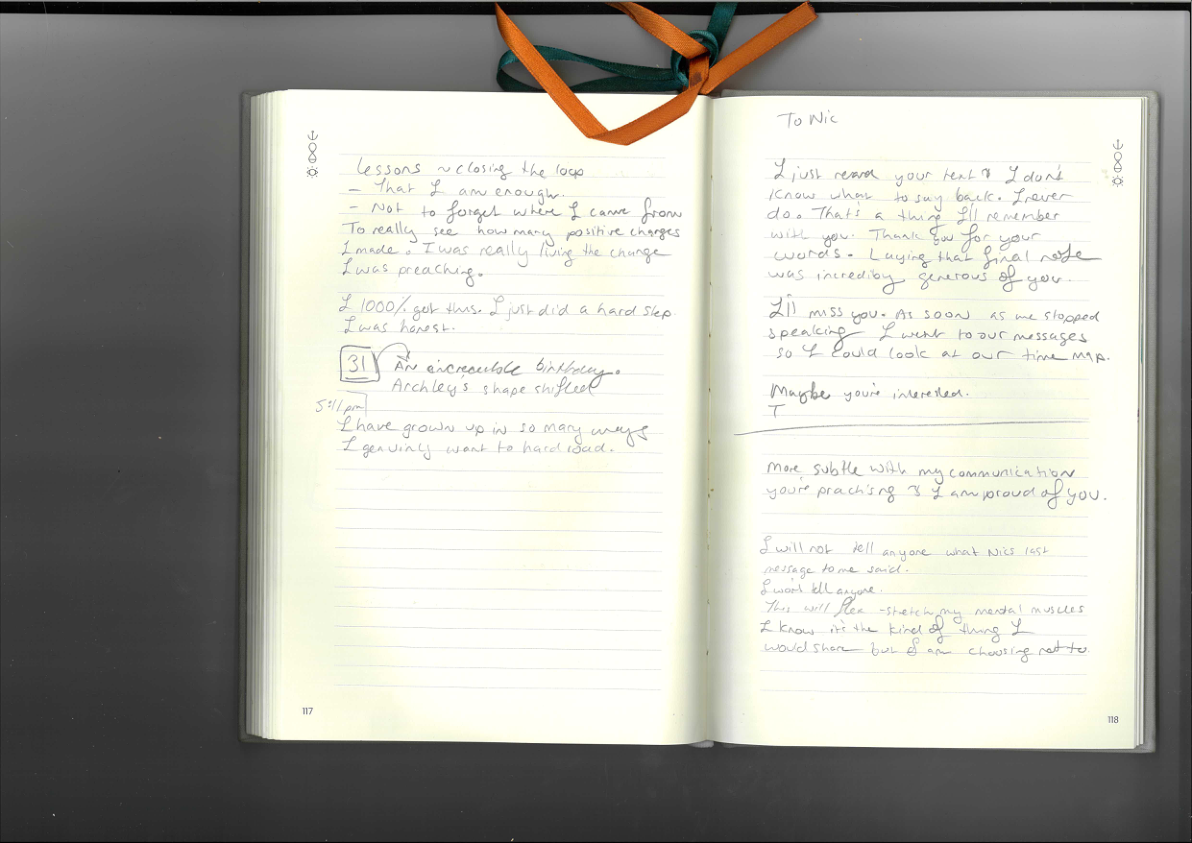 Lessons ~ closing the loop
- That I am enough.
- Not to forget where I came from
To really see how many positive changes
I made. I was really living the change
I was preaching.
I 1000% got this. I just did a hard step.
I was honest.
31 An increadible birthday.
Archley's shape shifted
5:11pm
I have grown up in so many ways
I genuinly want to hard
117
To Nic
I just reread your text & I don't
know what to say back. I never
do. That's a thing I'll remember
with you. Thank you for your
words. Laying that final note
was incrediby generous of you.
I'll miss you. As soon as we stopped
speaking I went to our messages
so I could look at our time map.
Maybe you're interested.
T
More subtle with my communication
you're practising & I am proud of you.
I will not tell anyone what Nics last
message to me said.
I won't tell anyone.
This will flex - stretch my mental muscles
I know it's the kind of thing I
would share but I am choosing not to.
118